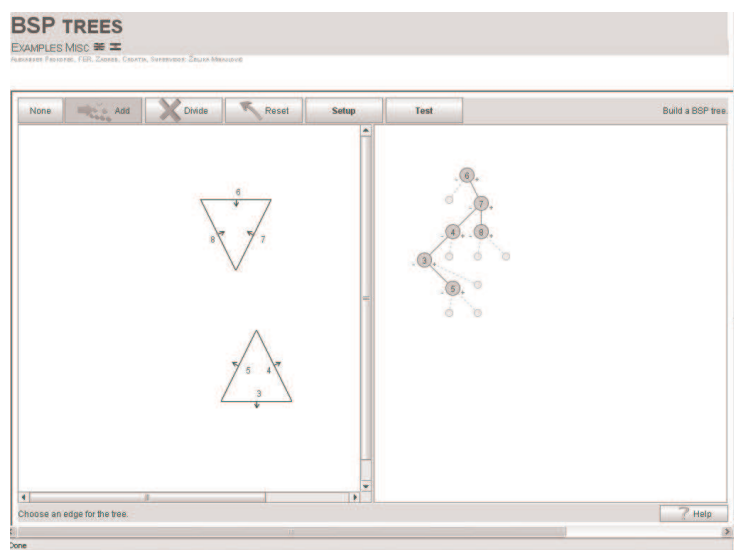 BSP TREES
EXAMPLES MISC
None Add Divide Reset Setup Test Build a BSP tree.
6
8 7
5 4
3
6
- +
7
- +
4 8
- + - +
3
- +
5
- +
Choose an edge for the tree.
? Help
Done